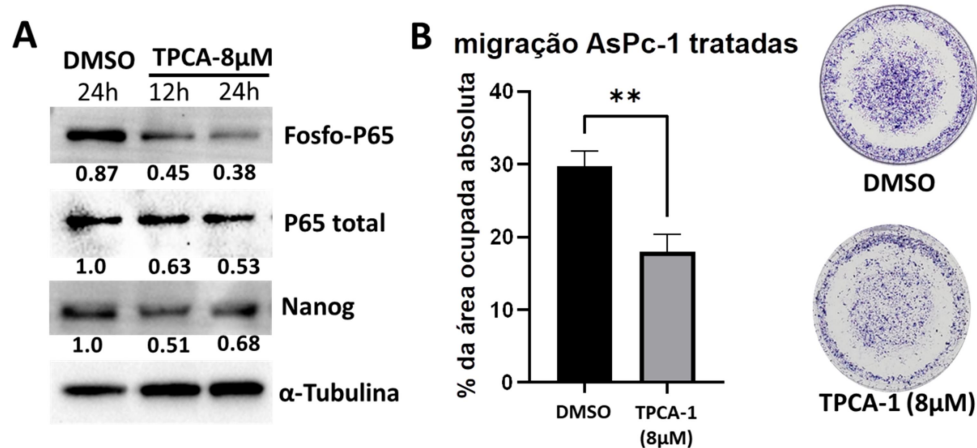 A
DMSO TPCA-8µM
24h 12h 24h
Fosfo-P65
0.87 0.45 0.38
P65 total
1.0 0.63 0.53
Nanog
1.0 0.51 0.68
α-Tubulina
B
migração AsPc-1 tratadas
% da área ocupada absoluta
40
30
20
10
0
**
DMSO
TPCA-1
(8µM)
DMSO
TPCA-1 (8µM)